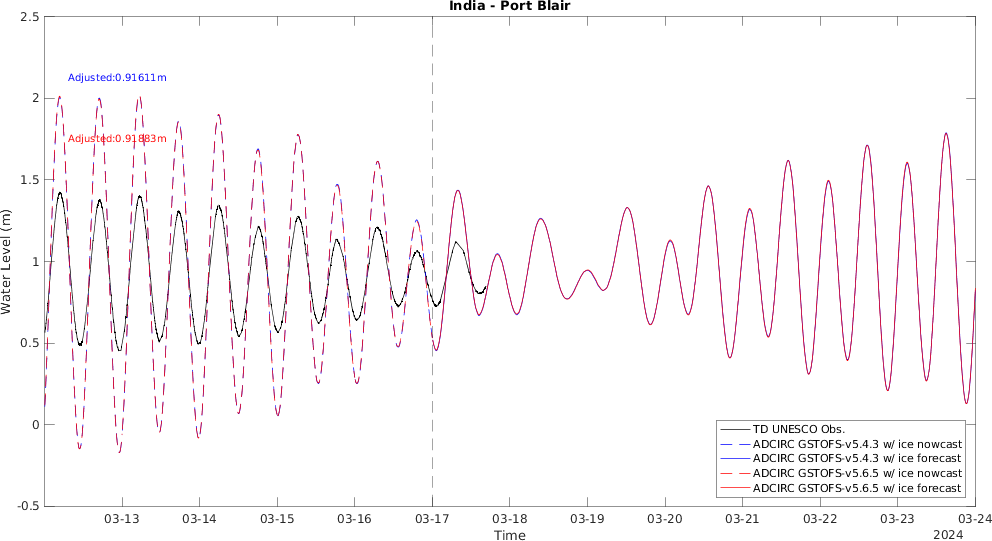 India - Port Blair
2.5
2
1.5
1
0.5
0
-0.5
Water Level (m)
Adjusted:0.91611m
Adjusted:0.91883m
TD UNESCO Obs.
ADCIRC GSTOFS-v5.4.3 w/ ice nowcast
ADCIRC GSTOFS-v5.4.3 w/ ice forecast
ADCIRC GSTOFS-v5.6.5 w/ ice nowcast
ADCIRC GSTOFS-v5.6.5 w/ ice forecast
03-13 03-14 03-15 03-16 03-17 03-18 03-19 03-20 03-21 03-22 03-23 03-24
Time
2024